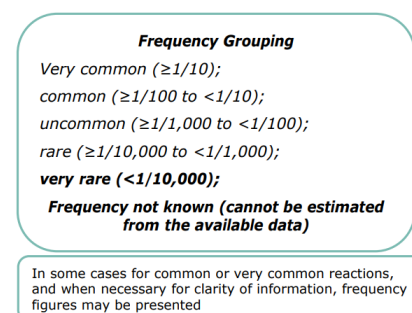 Frequency Grouping
Very common (≥1/10);
common (≥1/100 to <1/10);
uncommon (≥1/1,000 to <1/100);
rare (≥1/10,000 to <1/1,000);
very rare (<1/10,000);
Frequency not known (cannot be estimated
from the available data)
In some cases for common or very common reactions,
and when necessary for clarity of information, frequency
figures may be presented